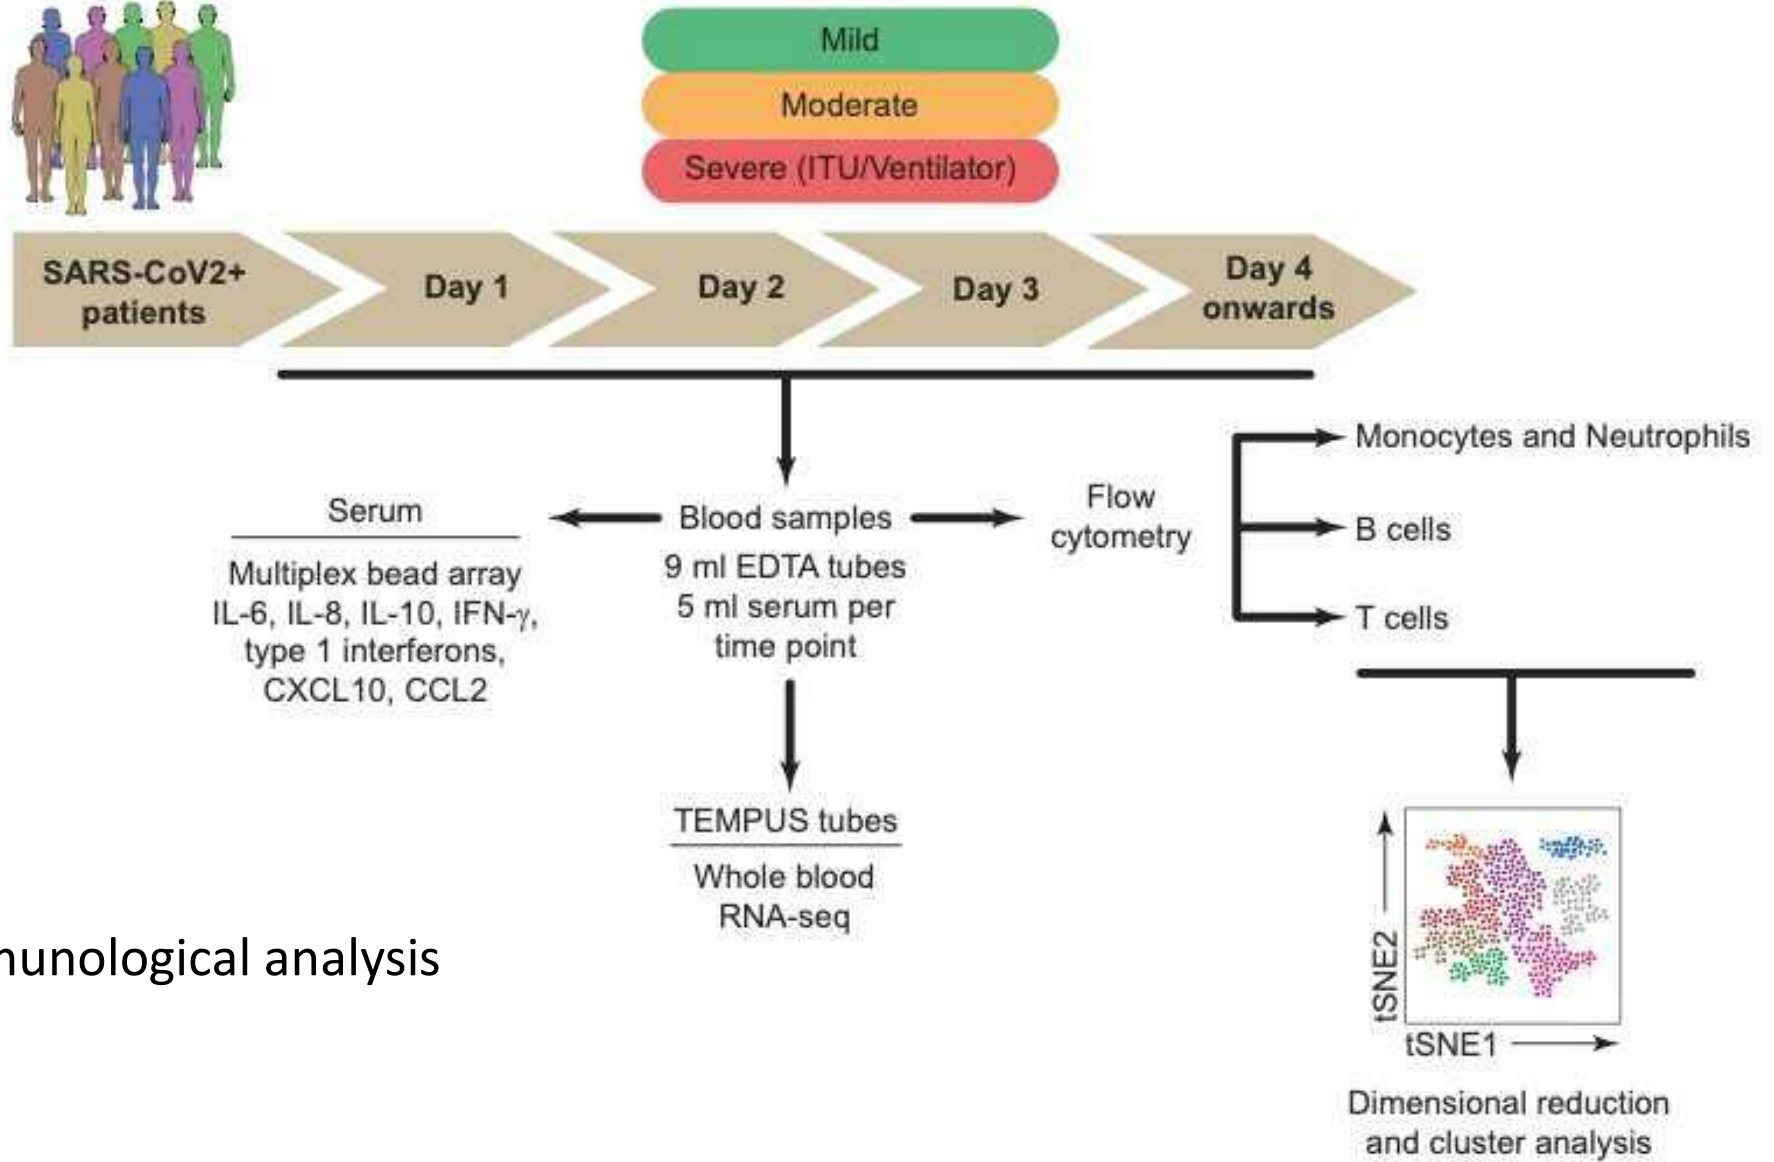 Mild
Moderate
Severe (ITU/Ventilator)
SARS-CoV2+
patients
Day 1
Day 2
Day 3
Day 4
onwards
Serum
Multiplex bead array
IL-6, IL-8, IL-10, IFN-γ,
type 1 interferons,
CXCL10, CCL2
Blood samples
9 ml EDTA tubes
5 ml serum per
time point
Flow
cytometry
Monocytes and Neutrophils
B cells
T cells
TEMPUS tubes
Whole blood
RNA-seq
analysis
tSNE2
tSNE1
Dimensional reduction
and cluster analysis